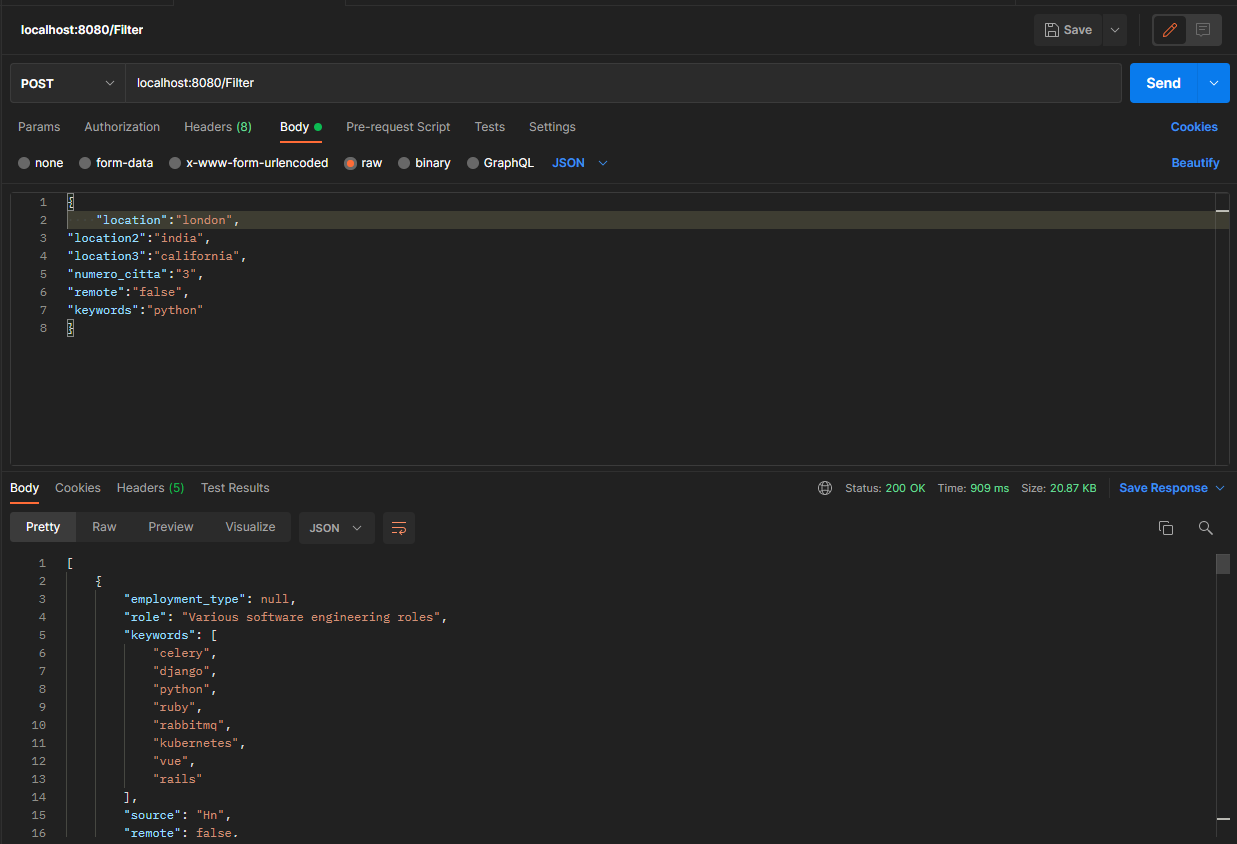 localhost:8080/Filter
Save
POST
localhost:8080/Filter
Send
Params Authorization Headers (8) Body Pre-request Script Tests Settings Cookies
none form-data x-www-form-urlencoded raw binary GraphQL JSON Beautify
1 {
2 "location":"london",
3 "location2":"india",
4 "location3":"california",
5 "numero_citta":"3",
6 "remote":"false",
7 "keywords":"python"
8 }
Body Cookies Headers (5) Test Results Status: 200 OK Time: 909 ms Size: 20.87 KB Save Response
Pretty Raw Preview Visualize JSON
1 [
2 {
3 "employment_type": null,
4 "role": "Various software engineering roles",
5 "keywords": [
6 "celery",
7 "django",
8 "python",
9 "ruby",
10 "rabbitmq",
11 "kubernetes",
12 "vue",
13 "rails"
14 ],
15 "source": "Hn",
16 "remote": false,